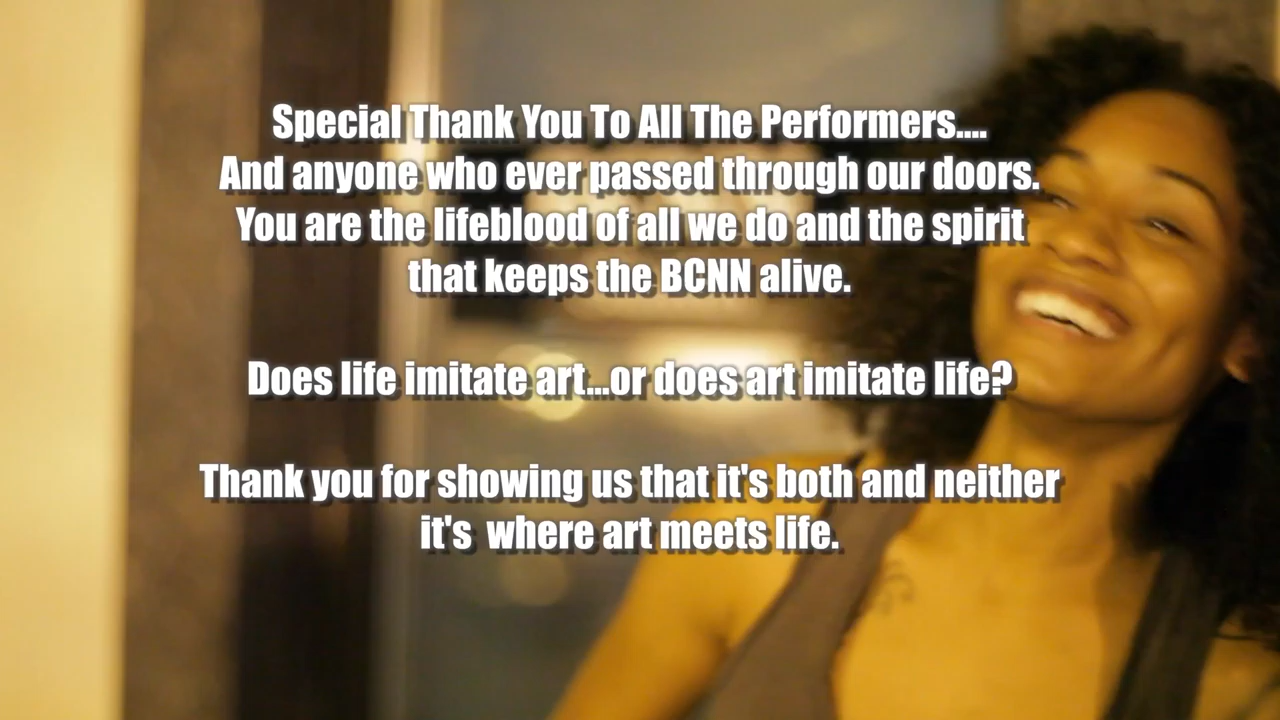 Special Thank You To All The Performers....
And anyone who ever passed through our doors.
You are the lifeblood of all we do and the spirit
that keeps the BCNN alive.
Does life imitate art...or does art imitate life?
Thank you for showing us that it's both and neither
it's  where art meets life.